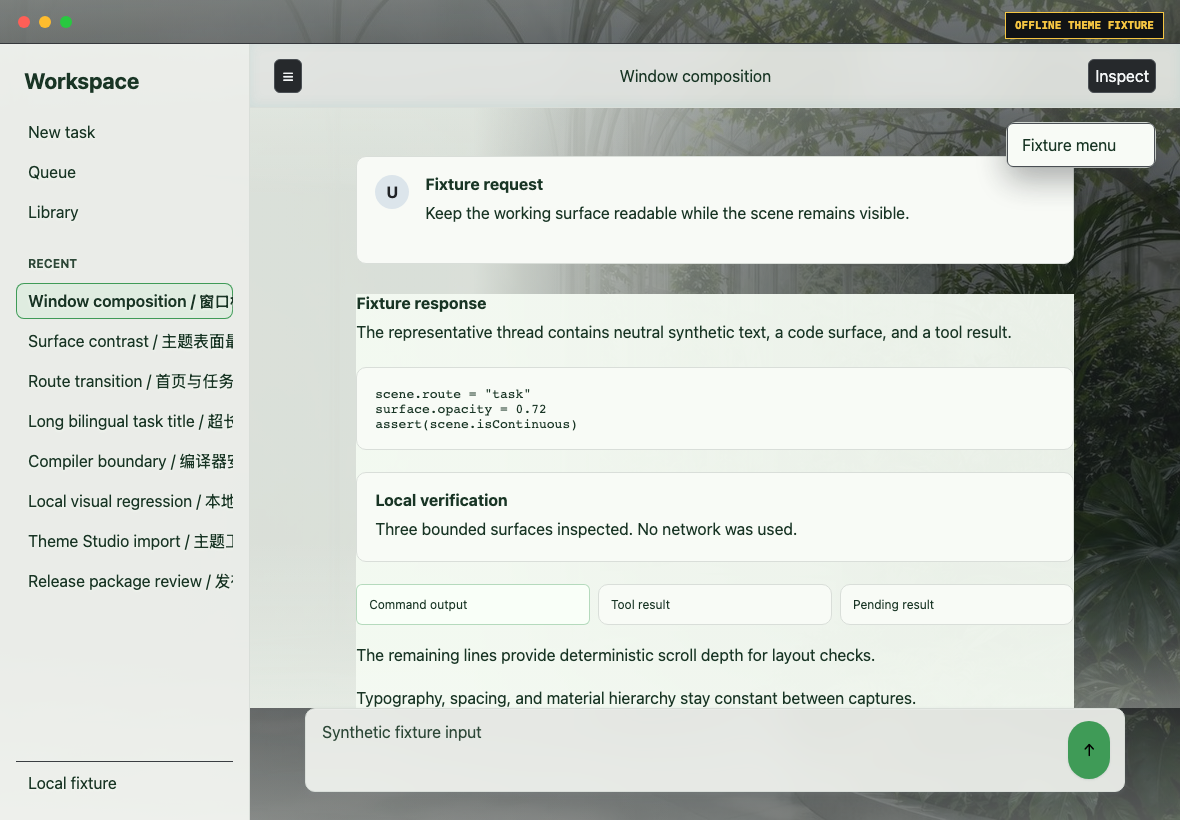 OFFLINE THEME FIXTURE
Workspace
Window composition
Inspect
Fixture menu
New task
Queue
Library
RECENT
Window composition / 窗口
Surface contrast / 主题表面
Route transition / 首页与任务
Long bilingual task title / 超长
Compiler boundary / 编译器
Local visual regression / 本地
Theme Studio import / 主题
Release package review / 发
Local fixture
U
Fixture request
Keep the working surface readable while the scene remains visible.
Fixture response
The representative thread contains neutral synthetic text, a code surface, and a tool result.
scene.route = "task"
surface.opacity = 0.72
assert(scene.isContinuous)
Local verification
Three bounded surfaces inspected. No network was used.
Command output
Tool result
Pending result
The remaining lines provide deterministic scroll depth for layout checks.
Typography, spacing, and material hierarchy stay constant between captures.
Synthetic fixture input